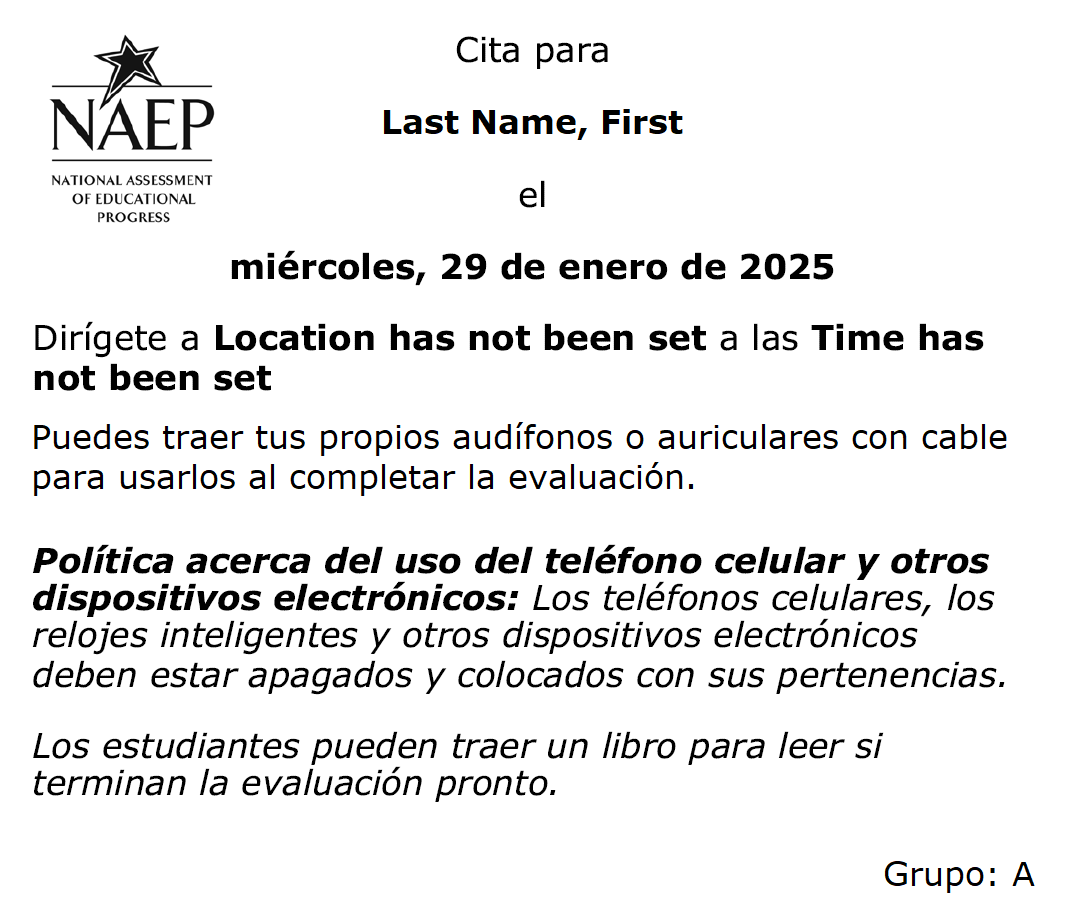 NAEP
NATIONAL ASSESSMENT
OF EDUCATIONAL
PROGRESS
Cita para
Last Name, First
el
miércoles, 29 de enero de 2025
Dirígete a Location has not been set a las Time has
not been set
Puedes traer tus propios audífonos o auriculares con cable
para usarlos al completar la evaluación.
Política acerca del uso del teléfono celular y otros
dispositivos electrónicos: Los teléfonos celulares, los
relojes inteligentes y otros dispositivos electrónicos
deben estar apagados y colocados con sus pertenencias.
Los estudiantes pueden traer un libro para leer si
terminan la evaluación pronto.
Grupo: A